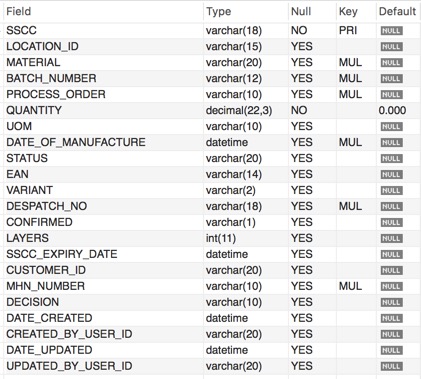 Field Type Null Key Default
SSCC varchar(18) NO PRI NULL
LOCATION_ID varchar(15) YES NULL
MATERIAL varchar(20) YES MUL NULL
BATCH_NUMBER varchar(12) YES MUL NULL
PROCESS_ORDER varchar(10) YES MUL NULL
QUANTITY decimal(22,3) NO 0.000
UOM varchar(10) YES NULL
DATE_OF_MANUFACTURE datetime YES MUL NULL
STATUS varchar(20) YES NULL
EAN varchar(14) YES NULL
VARIANT varchar(2) YES NULL
DESPATCH_NO varchar(18) YES MUL NULL
CONFIRMED varchar(1) YES NULL
LAYERS int(11) YES NULL
SSCC_EXPIRY_DATE datetime YES NULL
CUSTOMER_ID varchar(20) YES NULL
MHN_NUMBER varchar(10) YES MUL NULL
DECISION varchar(10) YES NULL
DATE_CREATED datetime YES NULL
CREATED_BY_USER_ID varchar(20) YES NULL
DATE_UPDATED datetime YES NULL
UPDATED_BY_USER_ID varchar(20) YES NULL